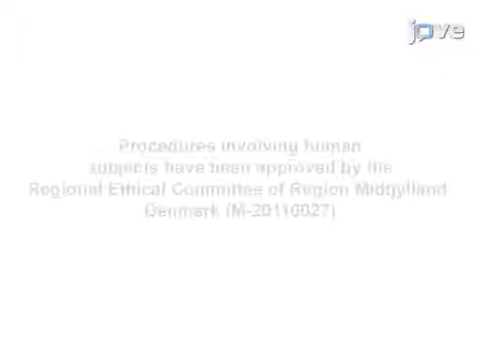 jove
Procedures involving human
subjects have been approved by the
Regional Ethical Committee of Region Midtjylland
Denmark (M-20110027)